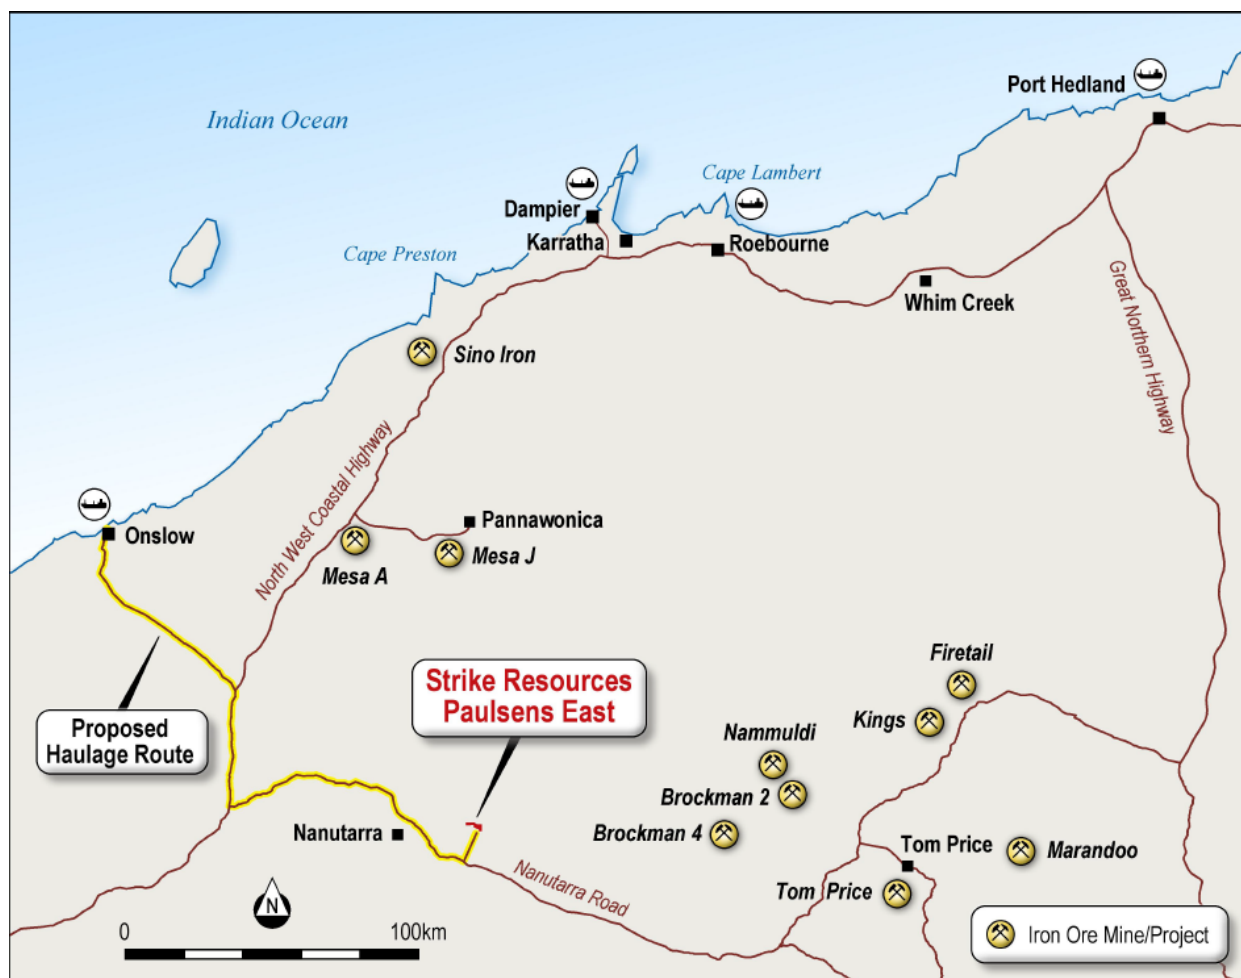 Port Hedland
Indian Ocean
Cape Lambert
Dampier
Karratha
Roebourne
Cape Preston
Great Northern Highway
Whim Creek
Sino Iron
North West Coastal Highway
Onslow
Pannawonica
Mesa A
Mesa J
Firetail
Strike Resources
Paulsens East
Kings
Proposed
Haulage Route
Nammuldi
Brockman 2
Nanutarra
Brockman 4
Tom Price
Marandoo
Nanutarra Road
Tom Price
N
0
100km
Iron Ore Mine/Project